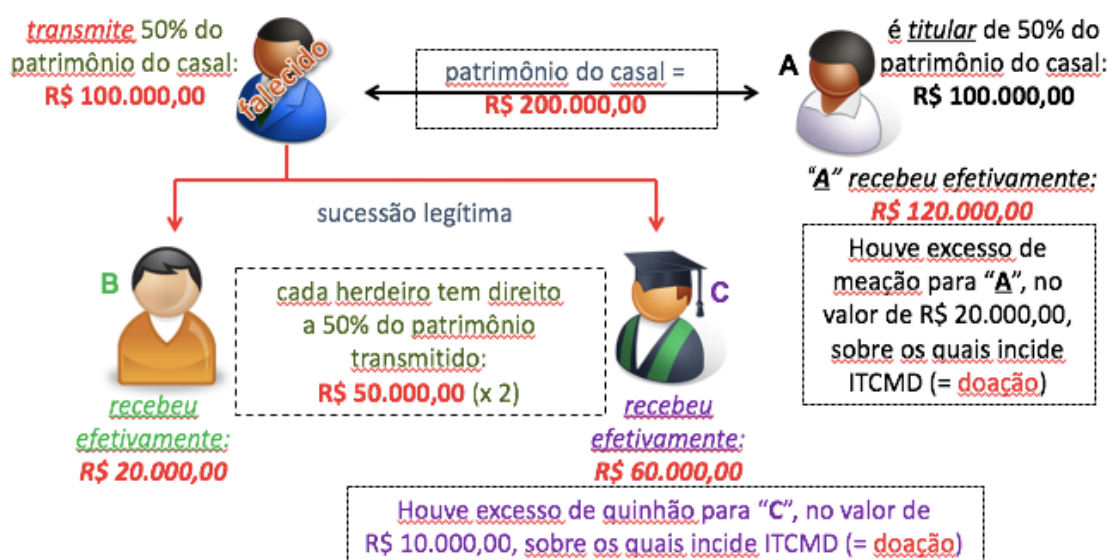 transmite 50% do
patrimônio do casal:
R$ 100.000,00
falecido
patrimônio do casal =
R$ 200.000,00
A
é titular de 50% do
patrimônio do casal:
R$ 100.000,00
"A" recebeu efetivamente:
R$ 120.000,00
Houve excesso de
meação para "A", no
valor de R$ 20.000,00,
sobre os quais incide
ITCMD (= doação)
sucessão legítima
B
recebeu
efetivamente:
R$ 20.000,00
cada herdeiro tem direito
a 50% do patrimônio
transmitido:
R$ 50.000,00 (x 2)
C
recebeu
efetivamente:
R$ 60.000,00
Houve excesso de quinhão para "C", no valor de
R$ 10.000,00, sobre os quais incide ITCMD (= doação)